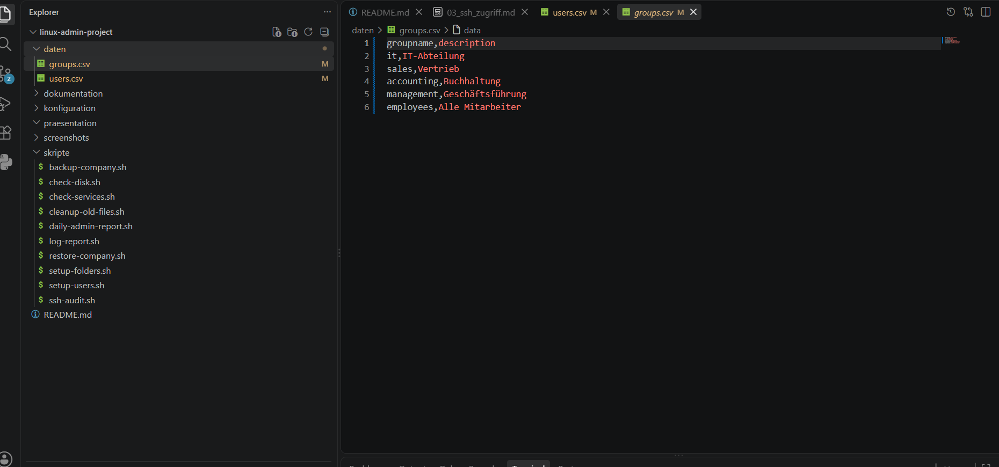 Explorer
linux-admin-project
daten
groups.csv M
users.csv M
dokumentation
konfiguration
praesentation
screenshots
skripte
$ backup-company.sh
$ check-disk.sh
$ check-services.sh
$ cleanup-old-files.sh
$ daily-admin-report.sh
$ log-report.sh
$ restore-company.sh
$ setup-folders.sh
$ setup-users.sh
$ ssh-audit.sh
README.md
2
README.md 03_ssh_zugriff.md users.csv M groups.csv M
daten > groups.csv > data
1 groupname,description
2 it,IT-Abteilung
3 sales,Vertrieb
4 accounting,Buchhaltung
5 management,Geschäftsführung
6 employees,Alle Mitarbeiter
Terminal